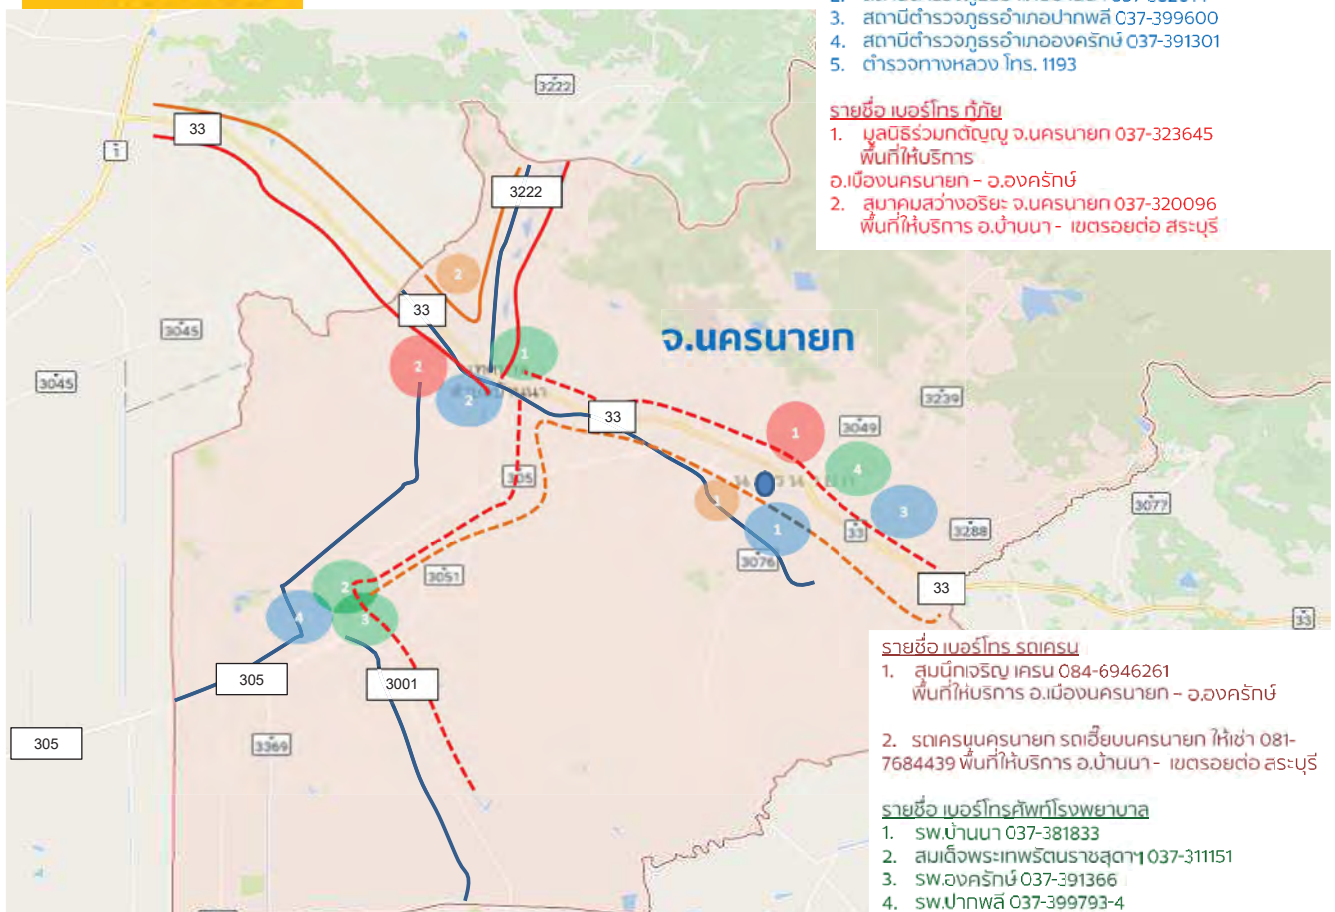 3. สถานีตำรวจภูธรอำเภอปากพลี 037-399600
4. สถานีตำรวจภูธรอำเภอองครักษ์ 037-391301
5. ตำรวจทางหลวง โทร. 1193
รายชื่อ เบอร์โทร กู้ภัย
1. มูลนิธิร่วมกตัญญู จ.นครนายก 037-323645
พื้นที่ให้บริการ
อ.เมืองนครนายก – อ.องครักษ์
2. สมาคมสว่างอริยะ จ.นครนายก 037-320096
พื้นที่ให้บริการ อ.บ้านนา - เขตรอยต่อ สระบุรี
3222
33
1
3222
2
33
จ.นครนายก
3045
3045
2
1
2
33
3239
1
3049
305
4
นครนายก
1
3
3077
1
33
3288
3076
3051
2
33
4
3
33
305
3001
305
3369
รายชื่อ เบอร์โทร รถเครน
1. สมนึกเจริญ เครน 084-6946261
พื้นที่ให้บริการ อ.เมืองนครนายก – อ.องครักษ์
2. รถเครนนครนายก รถเฮี๊ยบนครนายก ให้เช่า 081-
7684439 พื้นที่ให้บริการ อ.บ้านนา - เขตรอยต่อ สระบุรี
รายชื่อ เบอร์โทรศัพท์โรงพยาบาล
1. รพ.บ้านนา 037-381833
2. สมเด็จพระเทพรัตนราชสุดาฯ 037-311151
3. รพ.องครักษ์ 037-391366
4. รพ.ปากพลี 037-399793-4